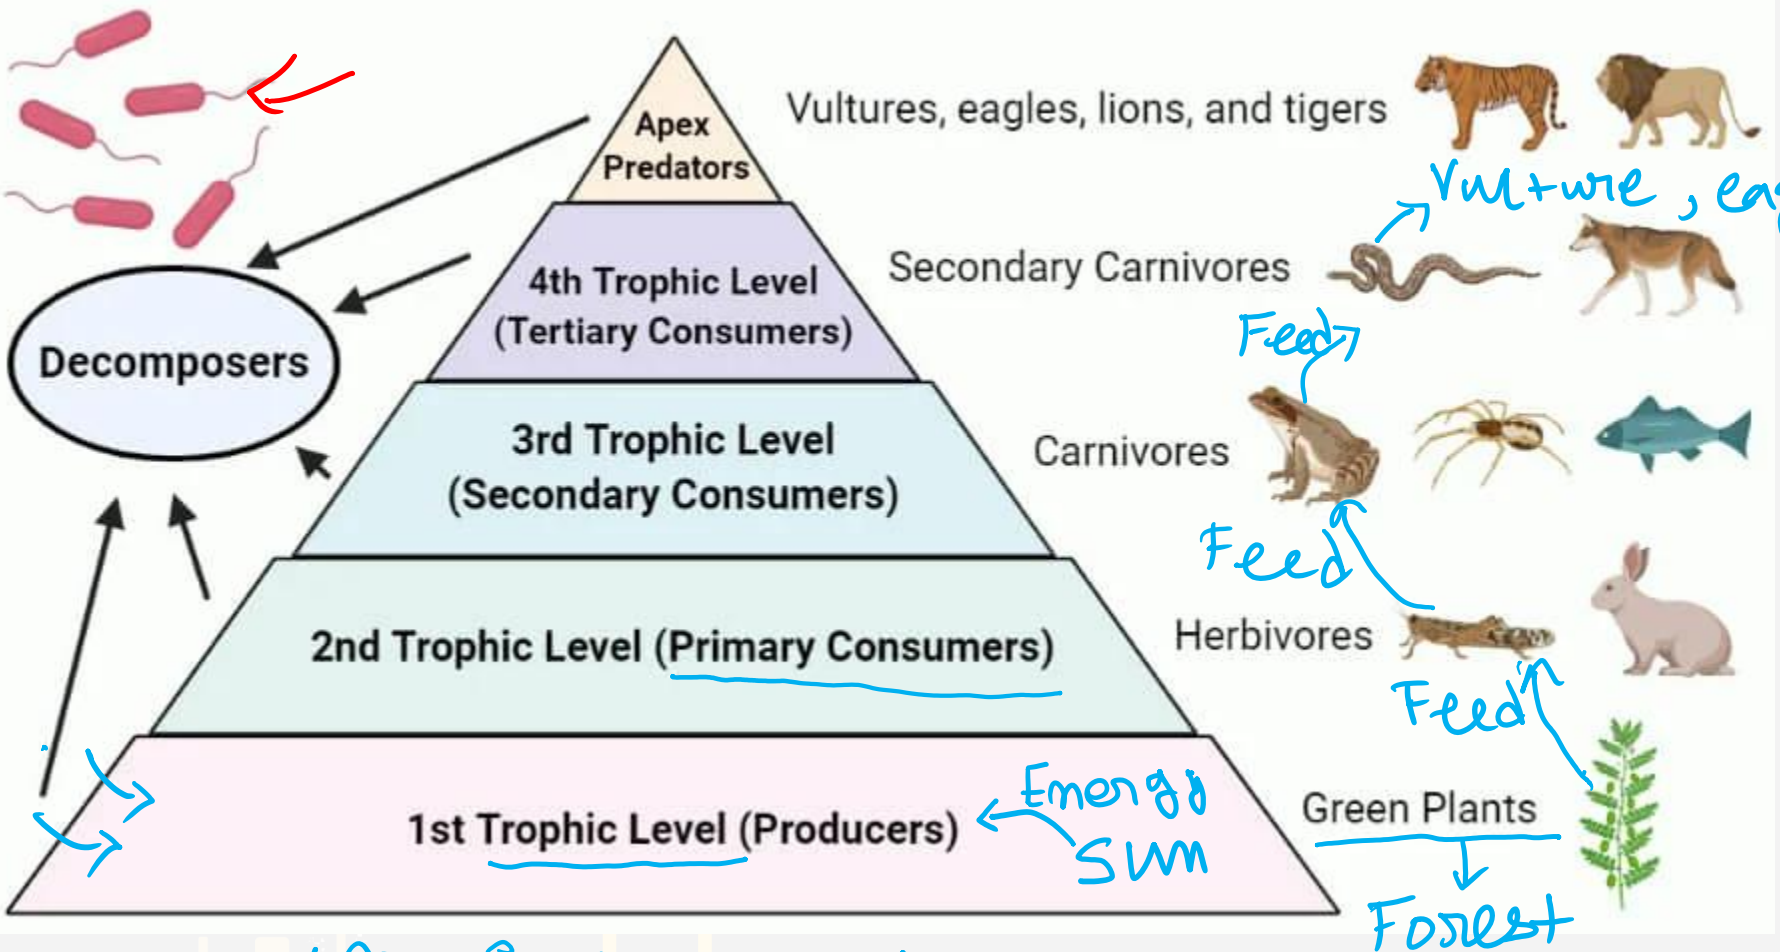 Apex
Predators
Vultures, eagles, lions, and tigers
Vulture,
4th Trophic Level
(Tertiary Consumers)
Secondary Carnivores
Feed
Decomposers
3rd Trophic Level
(Secondary Consumers)
Carnivores
Feed
2nd Trophic Level (Primary Consumers)
Herbivores
Feed
1st Trophic Level (Producers)
Energy
Sun
Green Plants
Forest